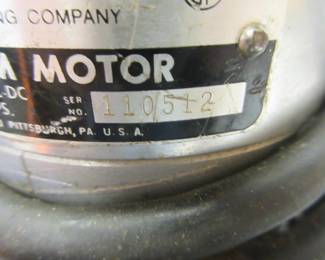 NG COMPANY
M MOTOR
DC
S.
SER.
NO. 110512
PITTSBURGH, PA. U.S.A.